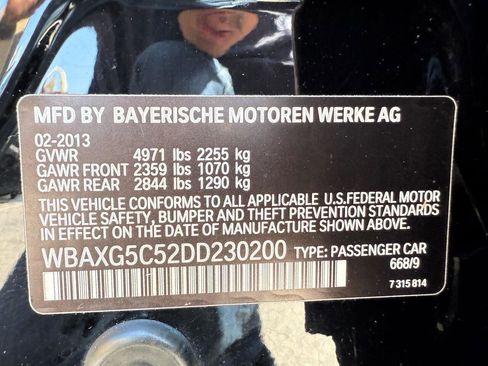 MFD BY BAYERISCHE MOTOREN WERKE AG
02-2013
GVWR 4971 lbs 2255 kg
GAWR FRONT 2359 lbs 1070 kg
GAWR REAR 2844 lbs 1290 kg
THIS VEHICLE CONFORMS TO ALL APPLICABLE U.S.FEDERAL MOTOR
VEHICLE SAFETY, BUMPER AND THEFT PREVENTION STANDARDS
IN EFFECT ON THE DATE OF MANUFACTURE SHOWN ABOVE.
WBAXG5C52DD230200 TYPE: PASSENGER CAR
668/9
7 315 814